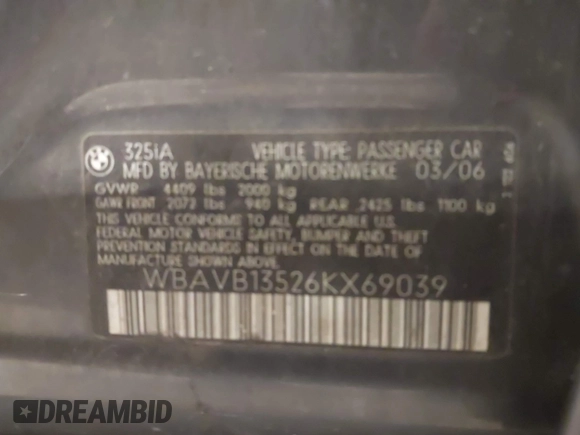 BMW
325iA VEHICLE TYPE: PASSENGER CAR
MFD BY BAYERISCHE MOTORENWERKE 03/06
GVWR 4409 lbs 2000 kg
GAWR FRONT 2072 lbs 940 kg REAR 2425 lbs 1100 kg
THIS VEHICLE CONFORMS TO ALL APPLICABLE U.S.
FEDERAL MOTOR VEHICLE SAFETY, BUMPER, AND THEFT
PREVENTION STANDARDS IN EFFECT ON THE DATE OF
MANUFACTURE SHOWN ABOVE.
WBAVB13526KX69039
DREAMBID